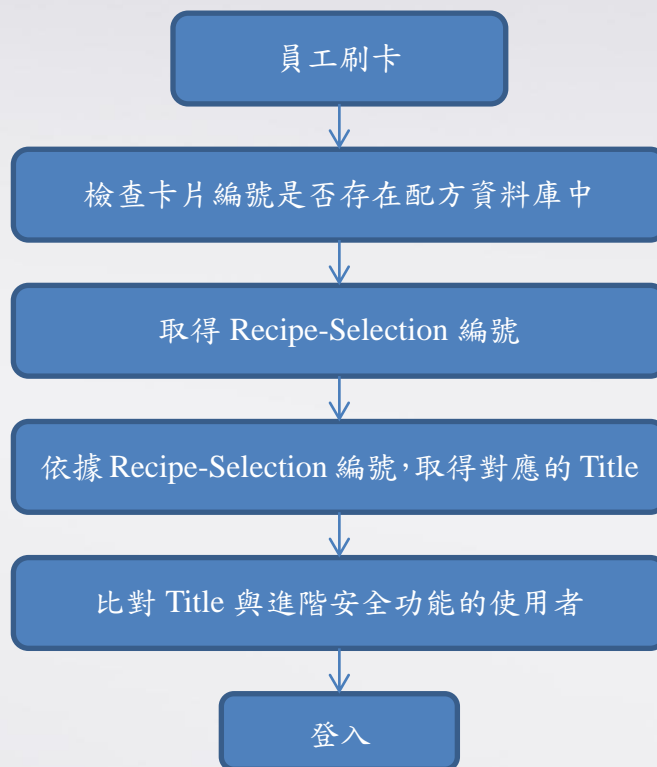 員工刷卡
檢查卡片編號是否存在配方資料庫中
取得 Recipe-Selection 編號
依據 Recipe-Selection 編號，取得對應的 Title
比對 Title 與進階安全功能的使用者
登入